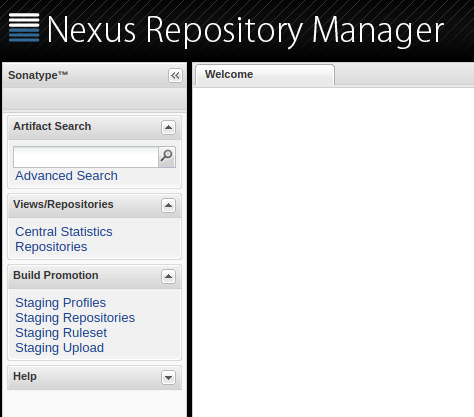 Nexus Repository Manager
Sonatype™
Welcome
Artifact Search
Advanced Search
Views/Repositories
Central Statistics
Repositories
Build Promotion
Staging Profiles
Staging Repositories
Staging Ruleset
Staging Upload
Help